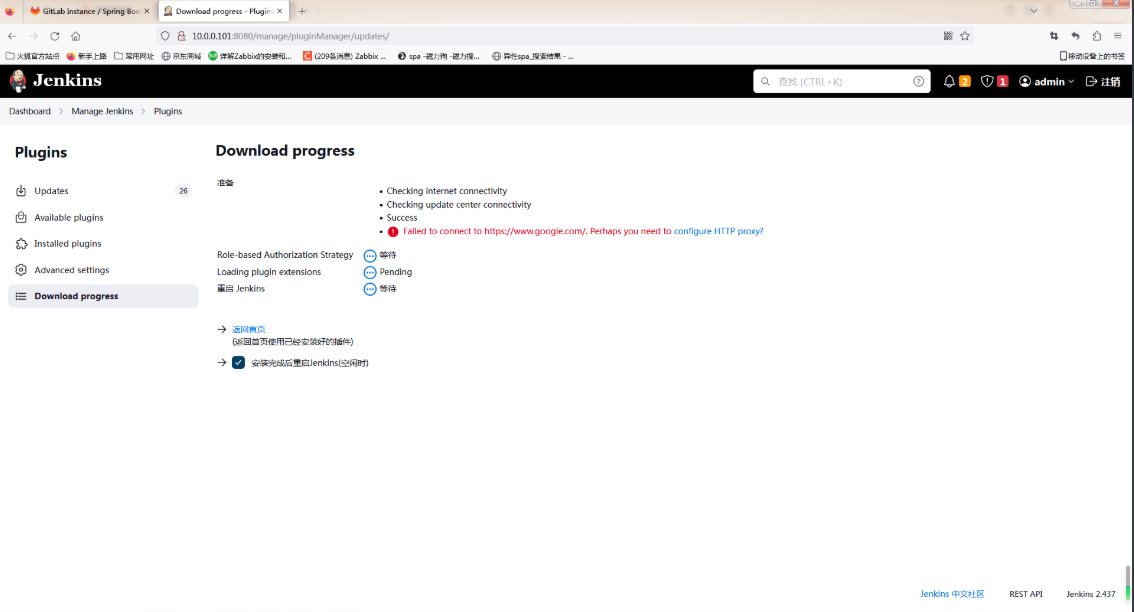 GitLab Instance / Spring Boo
Download progress - Plugins
10.0.0.101:8080/manage/pluginManager/updates/
火狐官方站点 新手上路 常用网址 京东商城 详解Zabbix的安装和... (209条消息) Zabbix ... spa -磁力狗 -磁力搜... 异性spa_搜索结果 - ... 移动设备上的书签
Jenkins
查找 (CTRL+K)
2 1 admin 注销
Dashboard Manage Jenkins Plugins
Plugins
Updates 26
Available plugins
Installed plugins
Advanced settings
Download progress
Download progress
准备
Checking internet connectivity
Checking update center connectivity
Success
Failed to connect to https://www.google.com/. Perhaps you need to configure HTTP proxy?
Role-based Authorization Strategy 等待
Loading plugin extensions Pending
重启 Jenkins 等待
返回首页
(返回首页使用已经安装好的插件)
安装完成后重启Jenkins(空闲时)
Jenkins 中文社区 REST API Jenkins 2.437